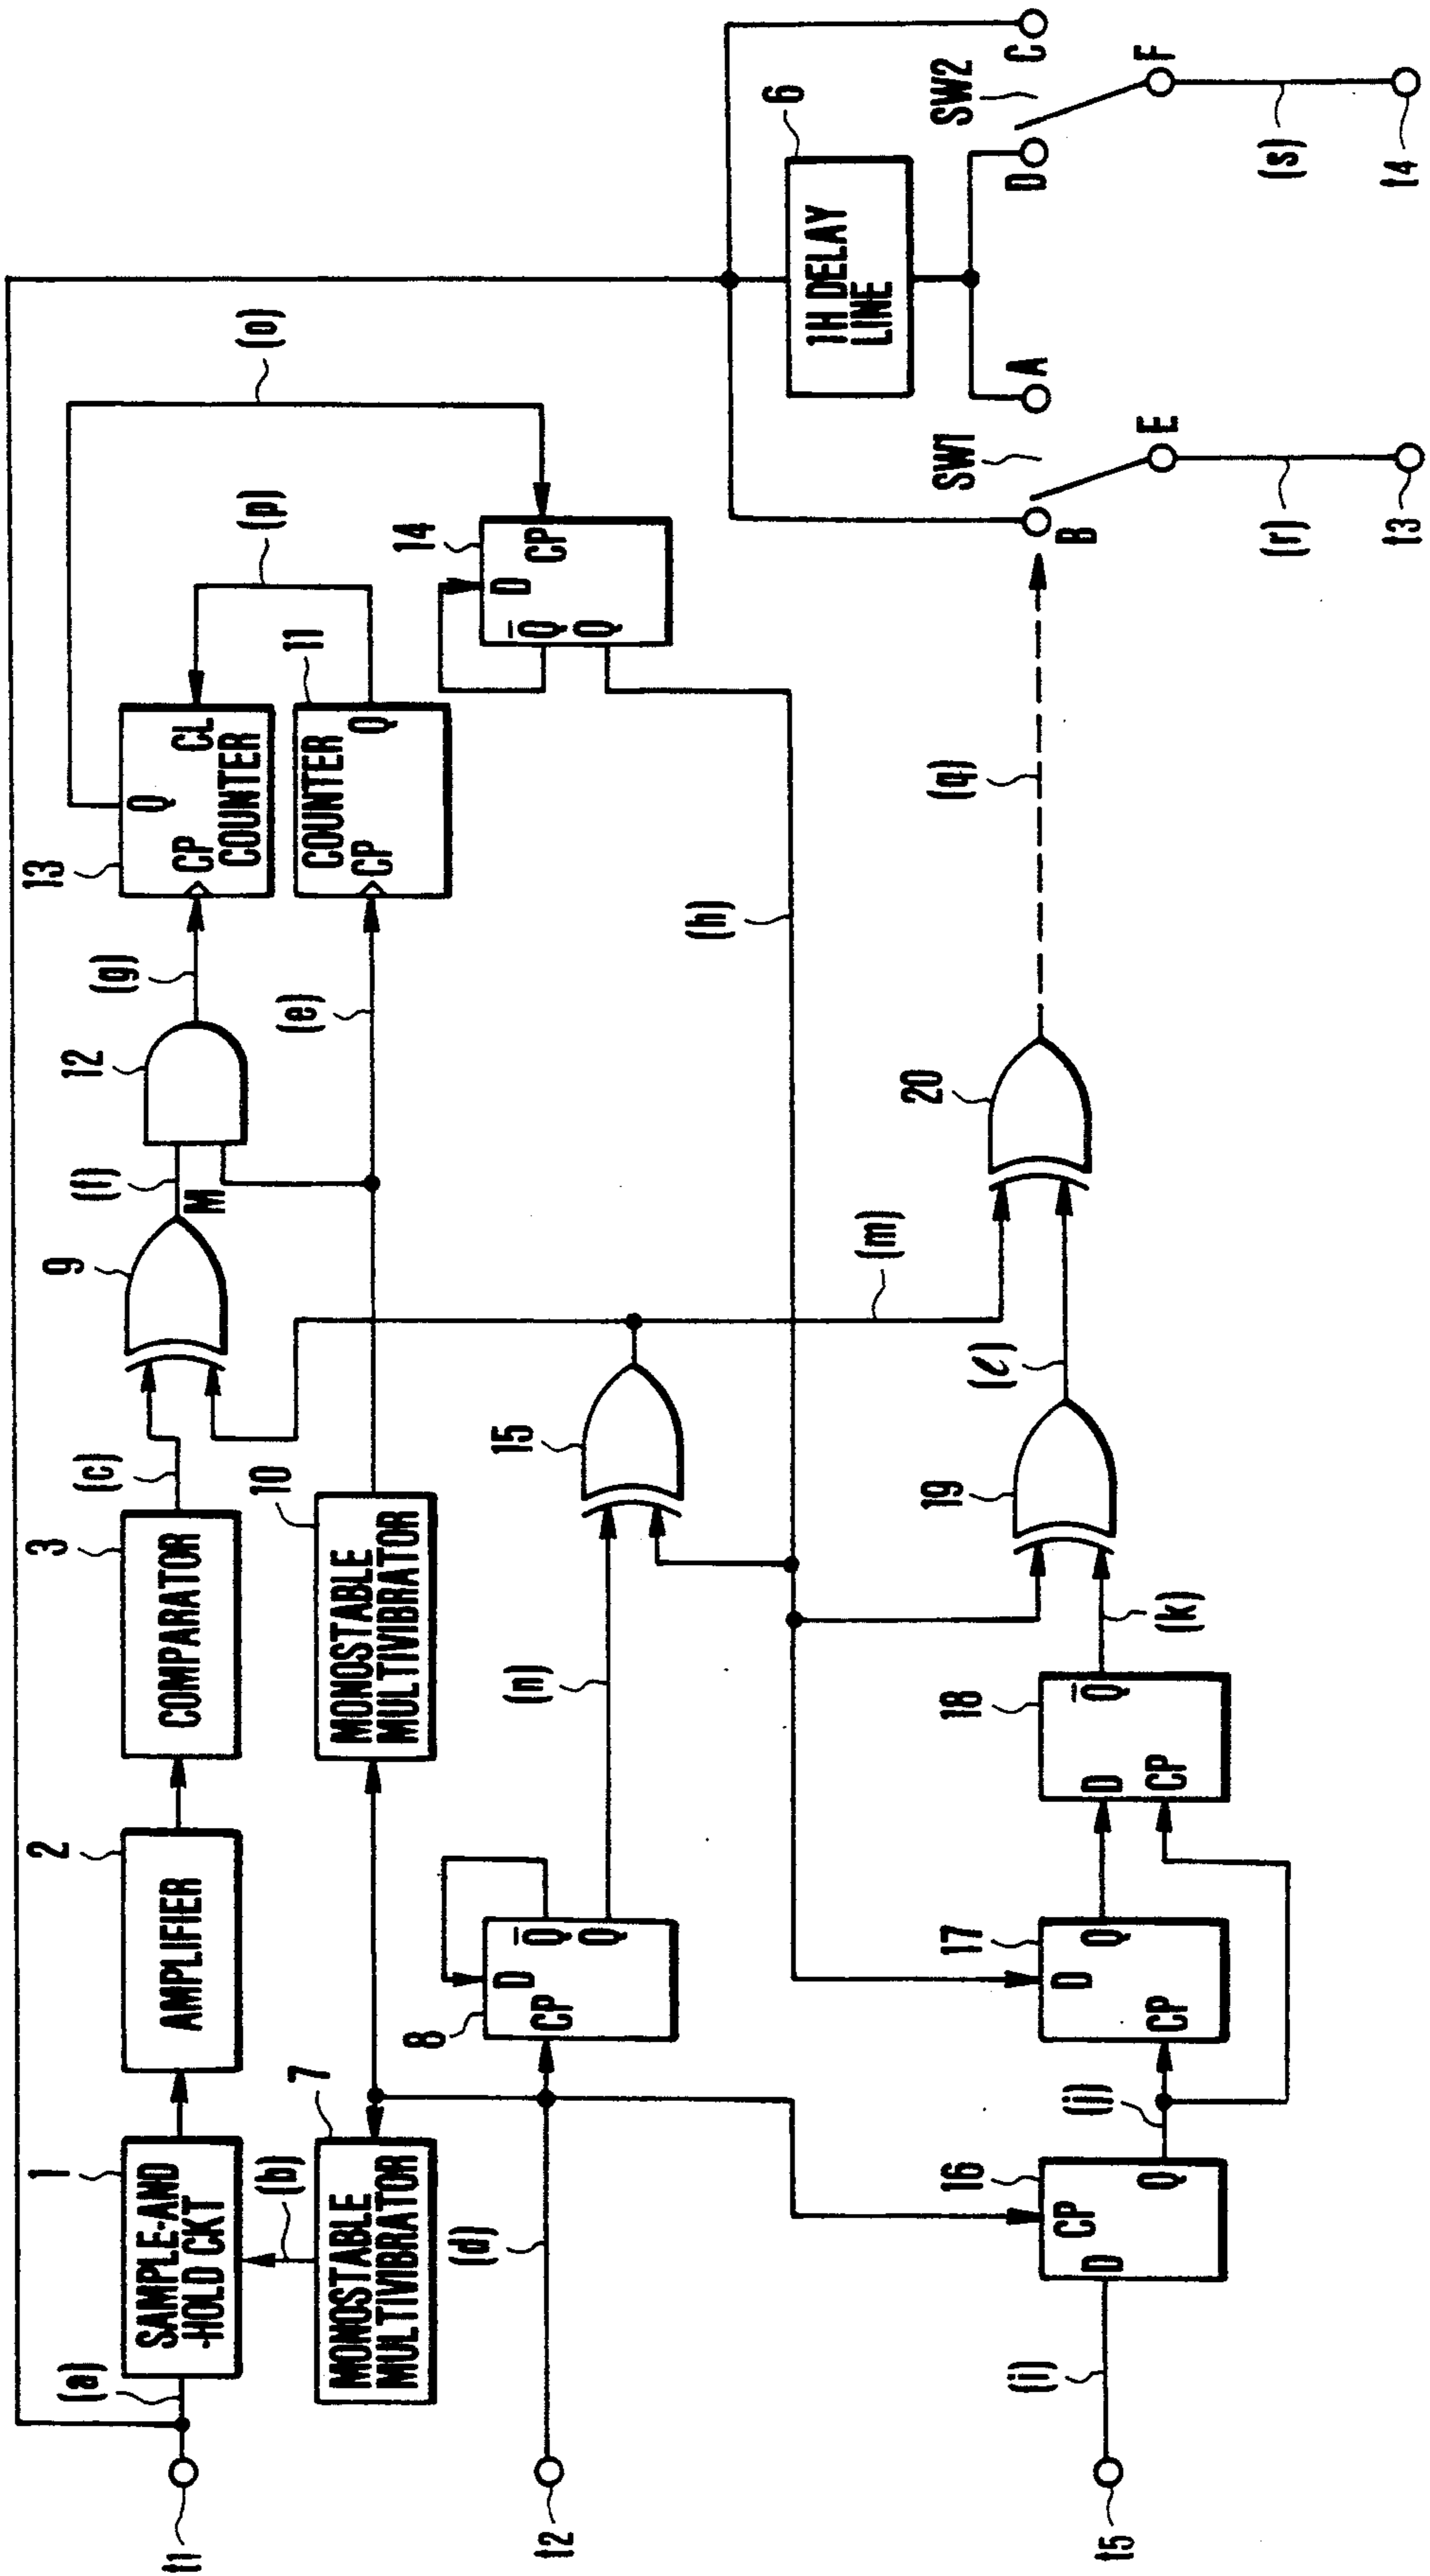 t1
(a)
1
SAMPLE-AND
-HOLD CKT
2
AMPLIFIER
3
COMPARATOR
(c)
9
(f)
M
12
(g)
13
Q
CP
CL
COUNTER
(o)
(p)
7
MONOSTABLE
MULTIVIBRATOR
(b)
10
MONOSTABLE
MULTIVIBRATOR
(e)
11
COUNTER
CP
Q
t2
(d)
8
D
CP
Q
Q
(n)
15
14
D
CP
Q
Q
(h)
(m)
6
1H DELAY
LINE
t5
(i)
16
CP
D
Q
(j)
17
D
Q
CP
18
D
Q
CP
(k)
19
(ℓ)
20
(q)
SW1
B
A
E
(r)
t3
SW2
D
C
F
(s)
t4